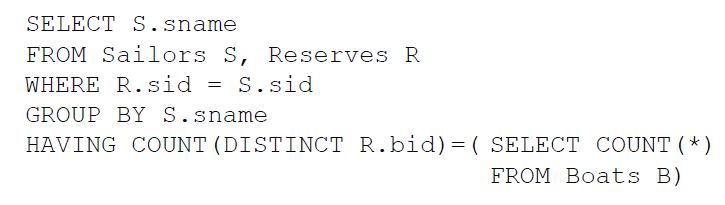 SELECT S.sname
FROM Sailors S, Reserves R
WHERE R.sid = S.sid
GROUP BY S.sname
HAVING COUNT(DISTINCT R.bid)=( SELECT COUNT(*)
FROM Boats B)